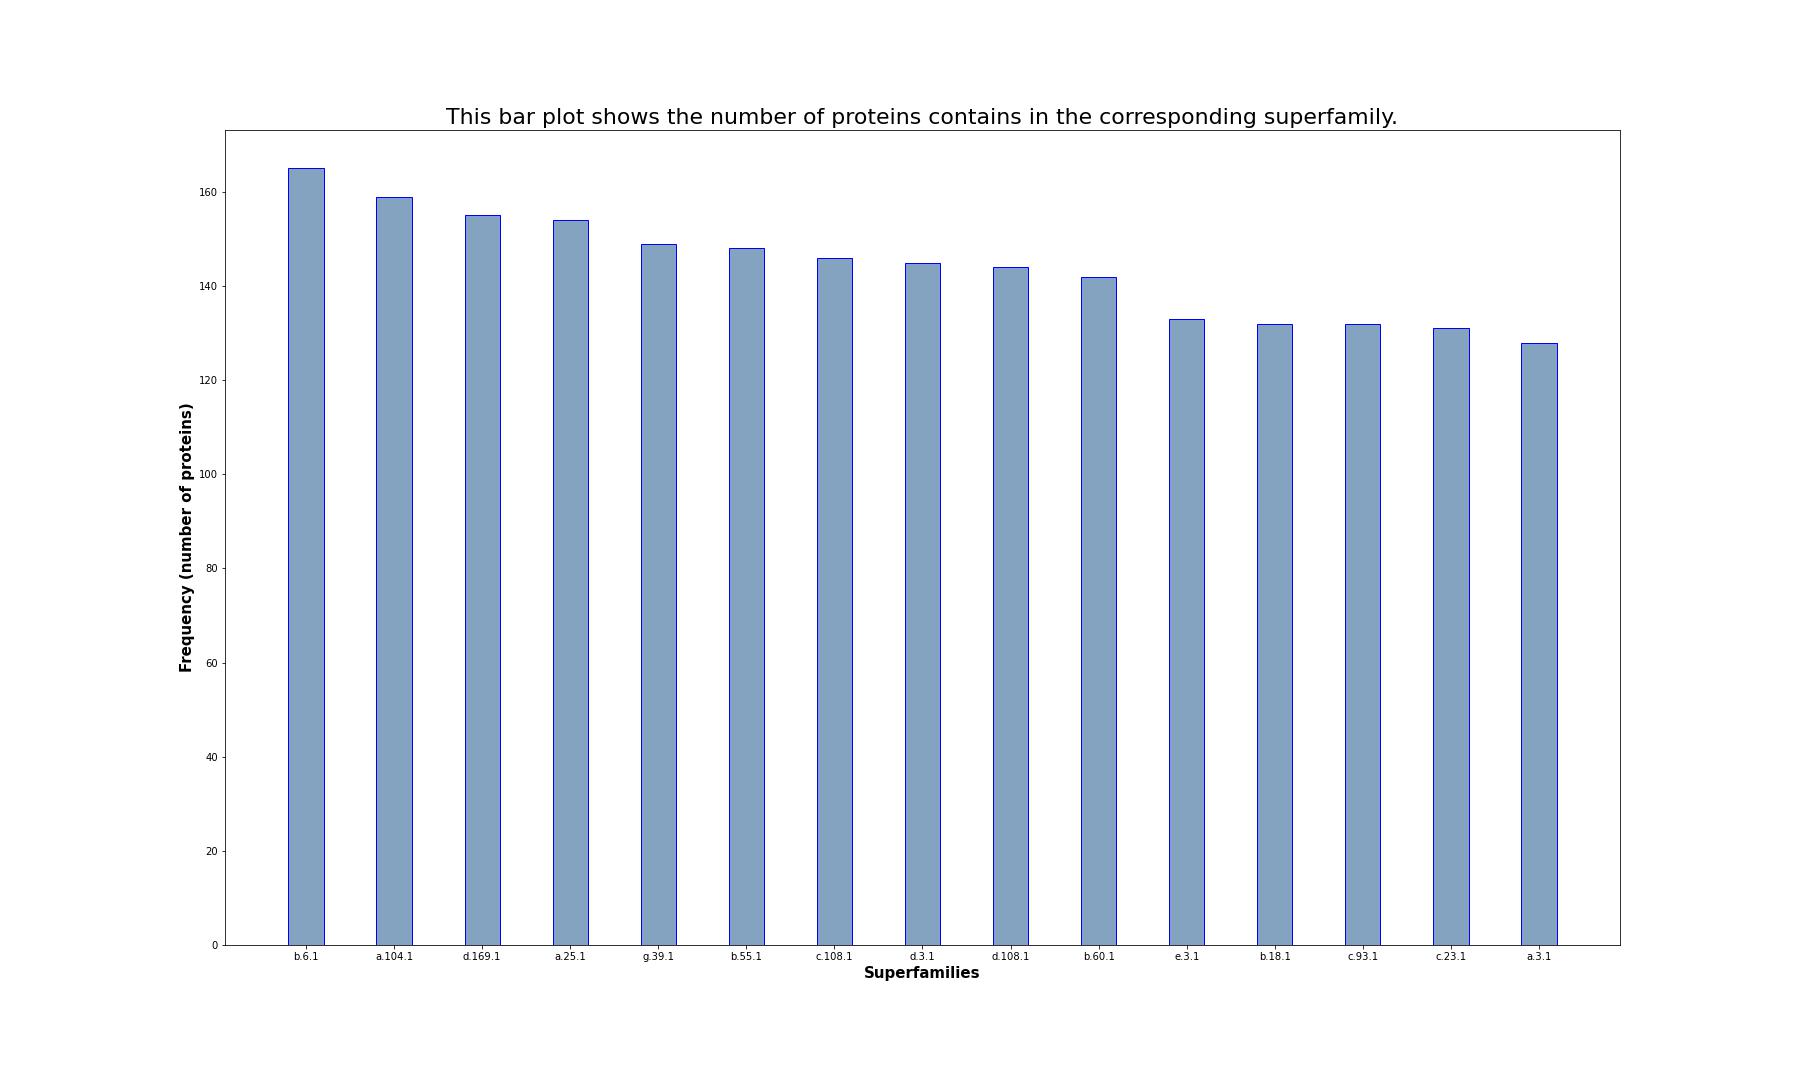 This bar plot shows the number of proteins contains in the corresponding superfamily.
160
140
120
100
80
60
40
20
0
Frequency (number of proteins)
b.6.1 a.104.1 d.169.1 a.25.1 g.39.1 b.55.1 c.108.1 d.3.1 d.108.1 b.60.1 e.3.1 b.18.1 c.93.1 c.23.1 a.3.1
Superfamilies